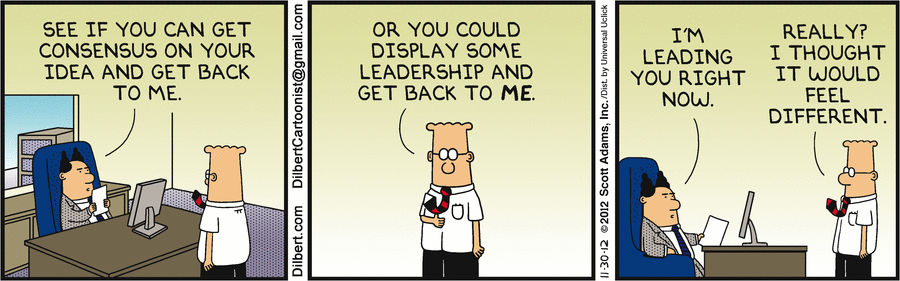 SEE IF YOU CAN GET
CONSENSUS ON YOUR
IDEA AND GET BACK
TO ME.
Dilbert.com DilbertCartoonist@gmail.com
OR YOU COULD
DISPLAY SOME
LEADERSHIP AND
GET BACK TO ME.
11-30-12 ©2012 Scott Adams, Inc./Dist. by Universal Uclick
I'M
LEADING
YOU RIGHT
NOW.
REALLY?
I THOUGHT
IT WOULD
FEEL
DIFFERENT.